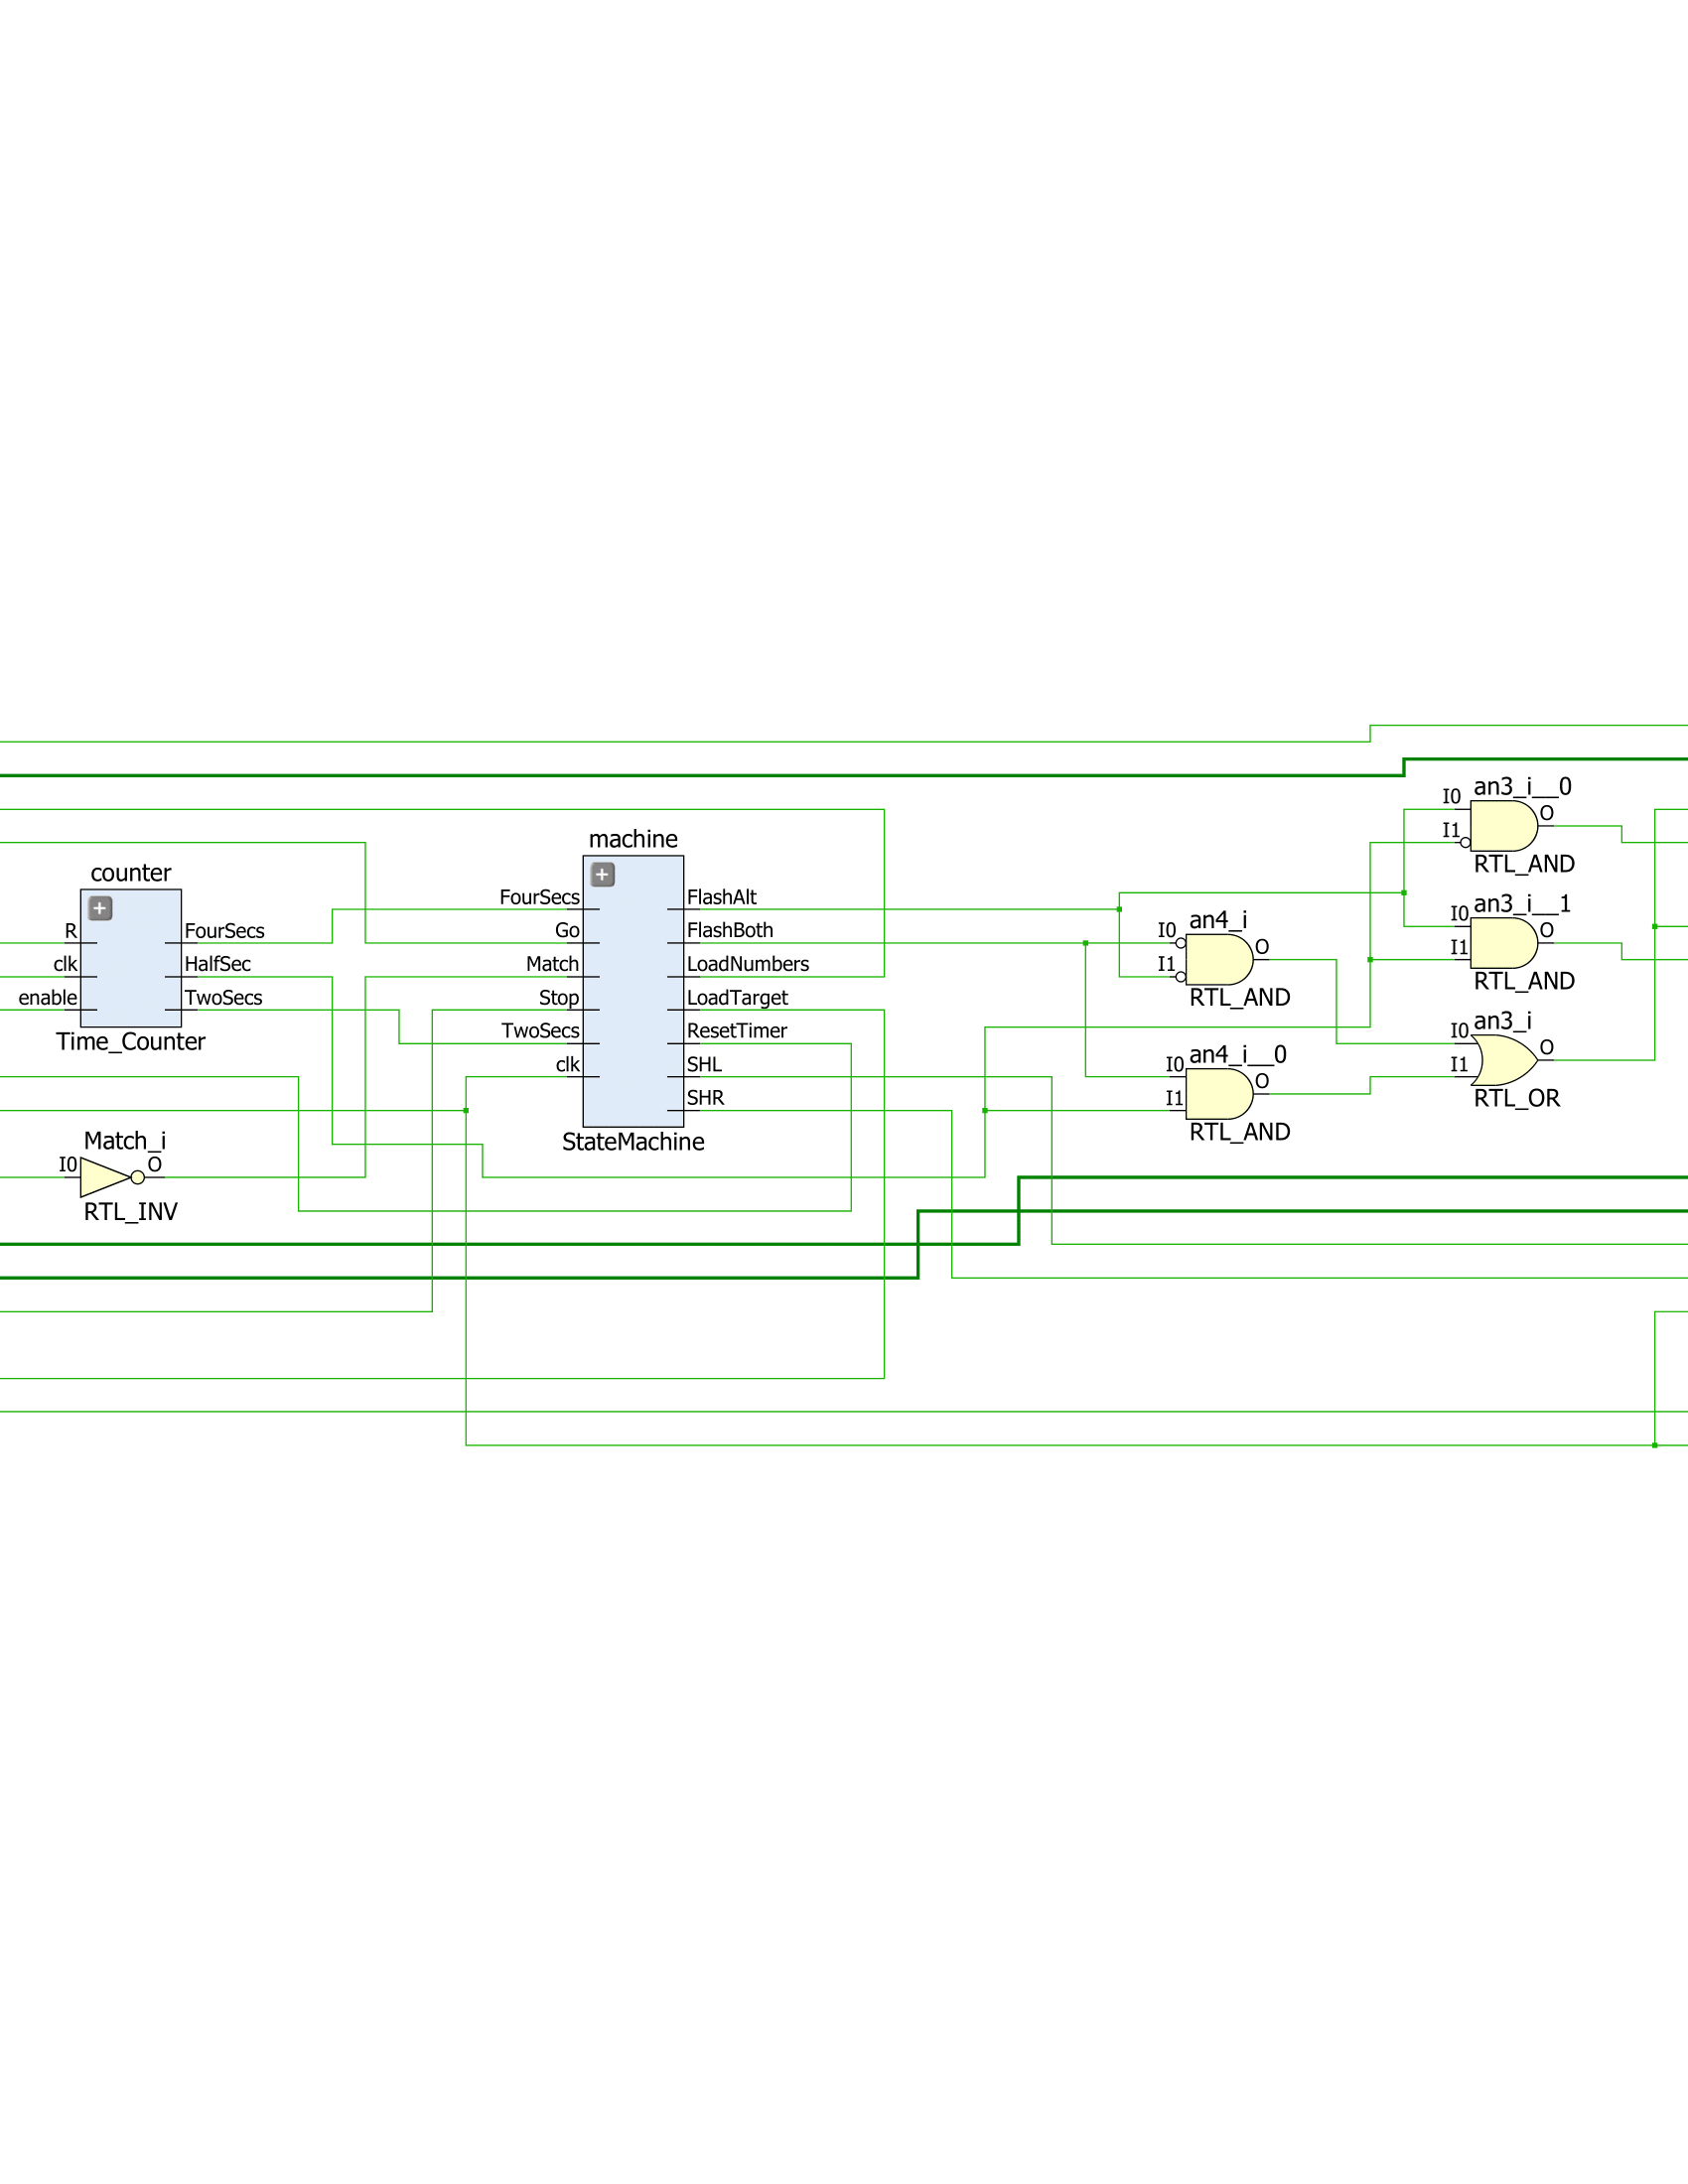 counter
R
clk
enable
FourSecs
HalfSec
TwoSecs
Time_Counter
Match_i
I0
O
RTL_INV
machine
FourSecs
Go
Match
Stop
TwoSecs
clk
FlashAlt
FlashBoth
LoadNumbers
LoadTarget
ResetTimer
SHL
SHR
StateMachine
an4_i
I0
I1
O
RTL_AND
an4_i__0
I0
I1
O
RTL_AND
an3_i__0
I0
I1
O
RTL_AND
an3_i__1
I0
I1
O
RTL_AND
an3_i
I0
I1
O
RTL_OR